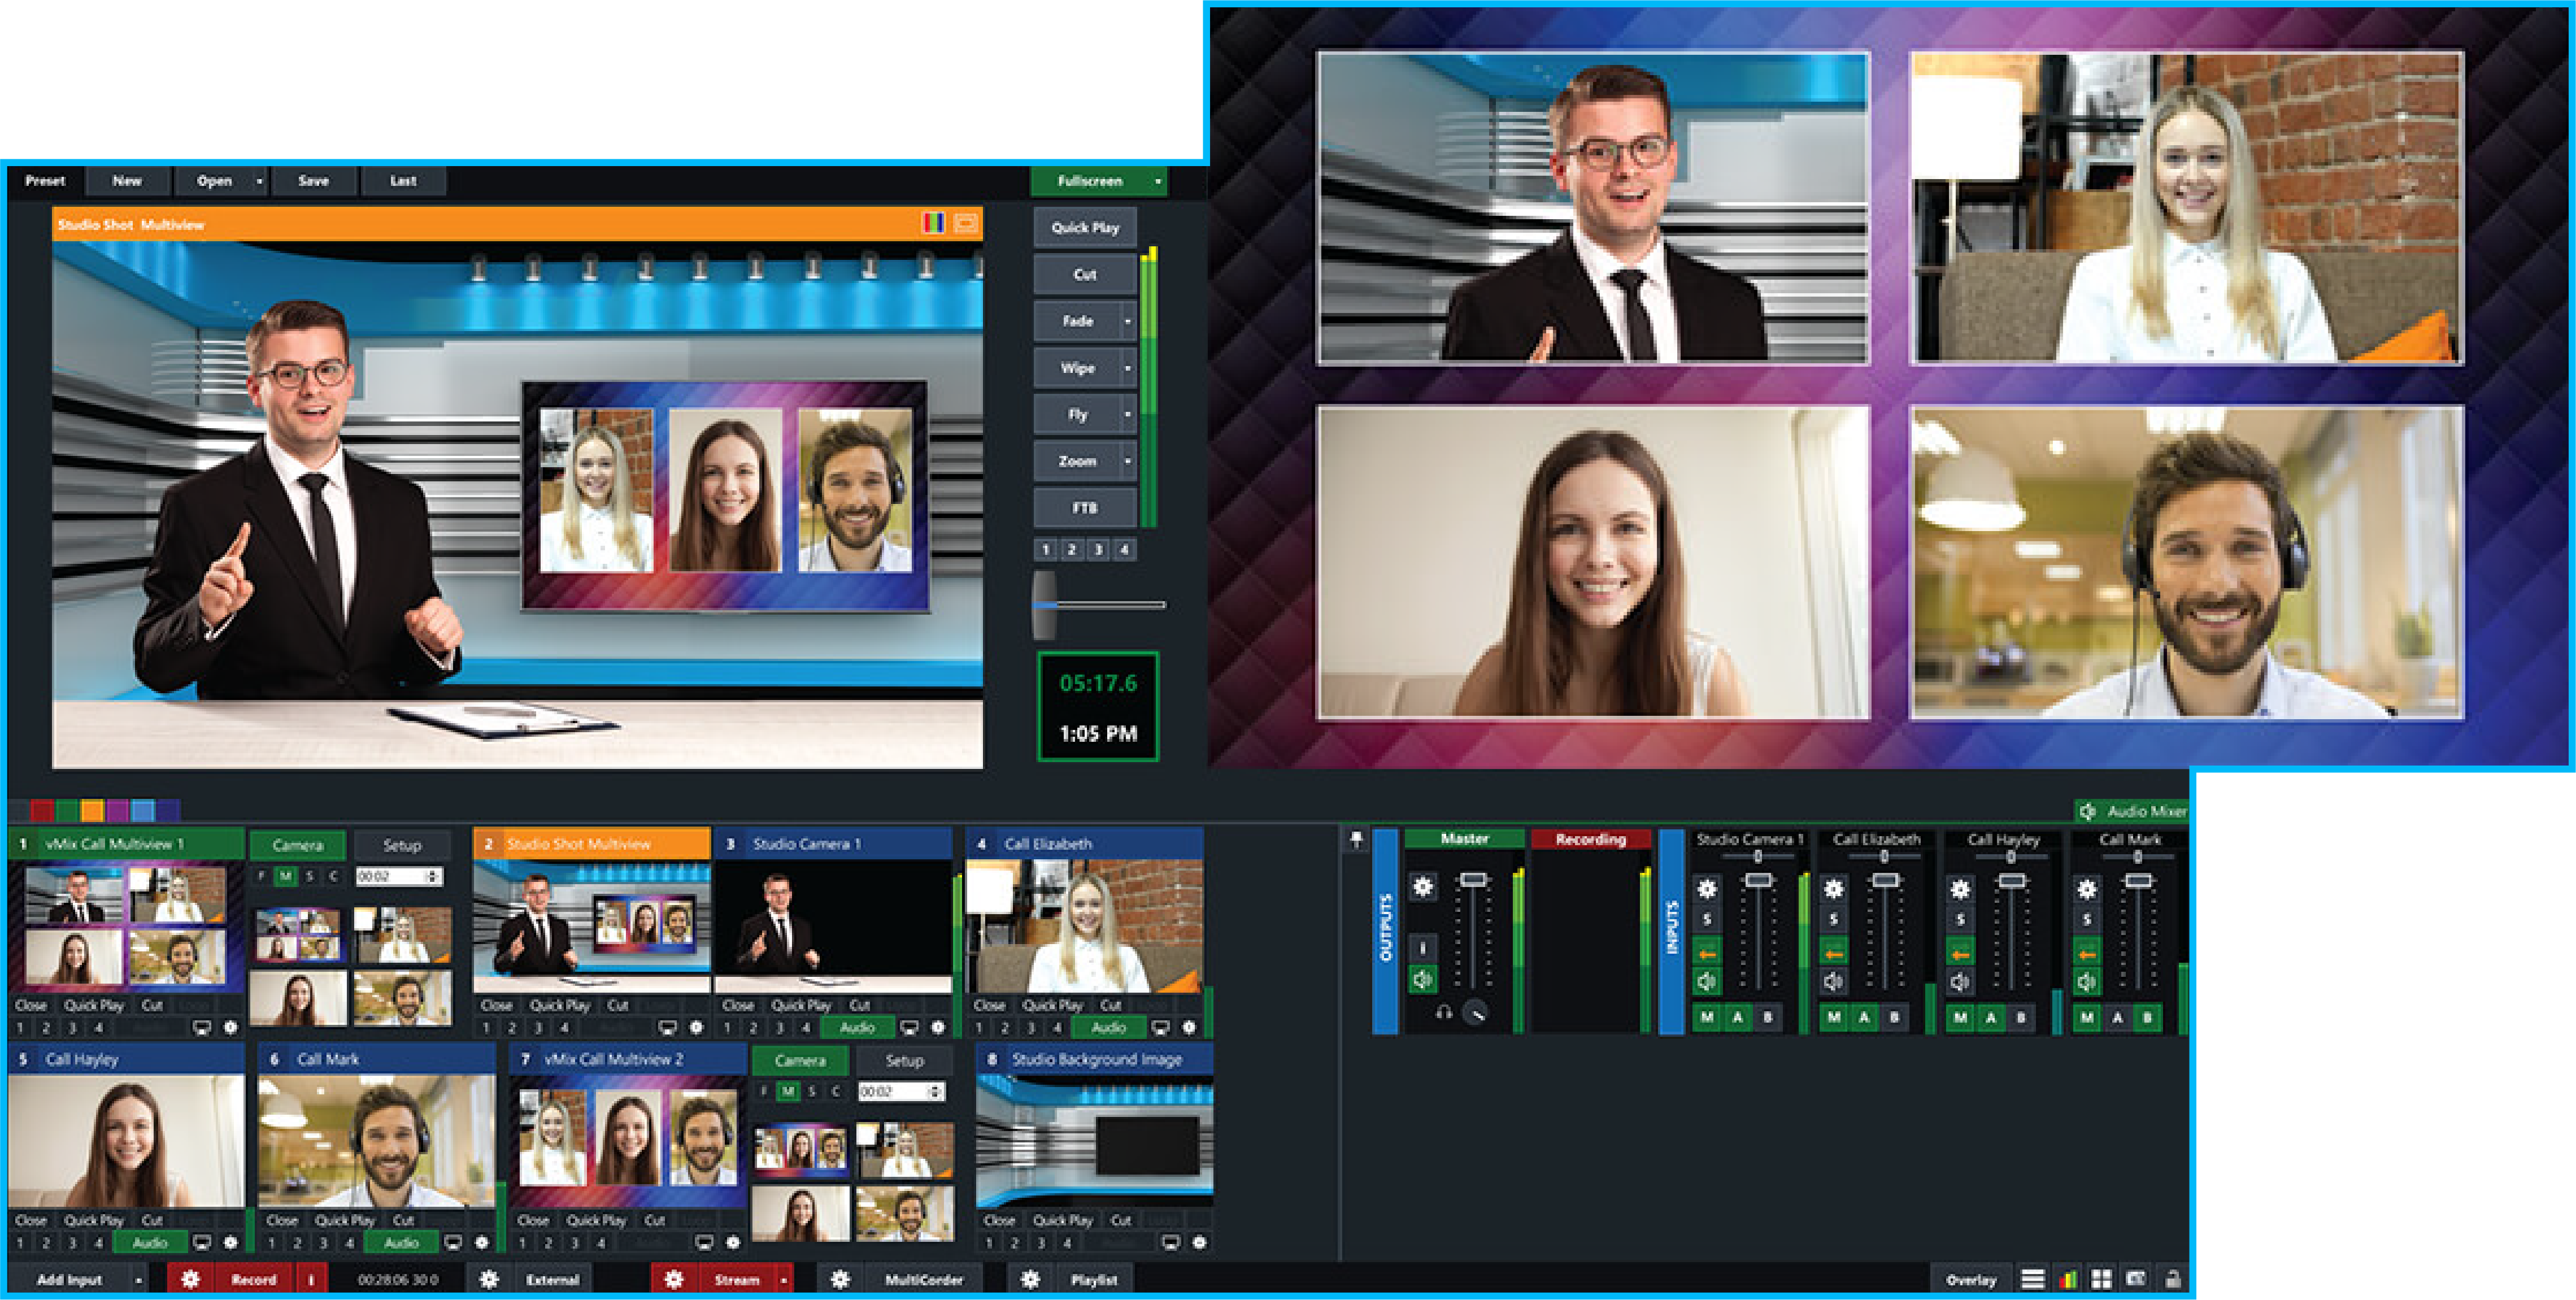 Preset New Open Save Last Fullscreen
Studio Shot Multiview
Quick Play
Cut
Fade
Wipe
Fly
Zoom
FTB
1 2 3 4
05:17.6
1:05 PM
Audio Mixer
1 vMix Call Multiview 1 Camera Setup
F M S C 00:02
Close Quick Play Cut
1 2 3 4
2 Studio Shot Multiview
Close Quick Play Cut
1 2 3 4
3 Studio Camera 1
Close Quick Play Cut
1 2 3 4 Audio
4 Call Elizabeth
Close Quick Play Cut
1 2 3 4 Audio
OUTPUTS
Master
i
Recording
INPUTS
Studio Camera 1
S
M A B
Call Elizabeth
S
M A B
Call Hayley
S
M A B
Call Mark
S
M A B
5 Call Hayley
Close Quick Play Cut
1 2 3 4 Audio
6 Call Mark
Close Quick Play Cut
1 2 3 4 Audio
7 vMix Call Multiview 2 Camera Setup
F M S C 00:02
Close Quick Play Cut
1 2 3 4
8 Studio Background Image
Close Quick Play Cut
1 2 3 4
Add Input Record i 00:28:06 30 0 External Stream MultiCorder Playlist Overlay